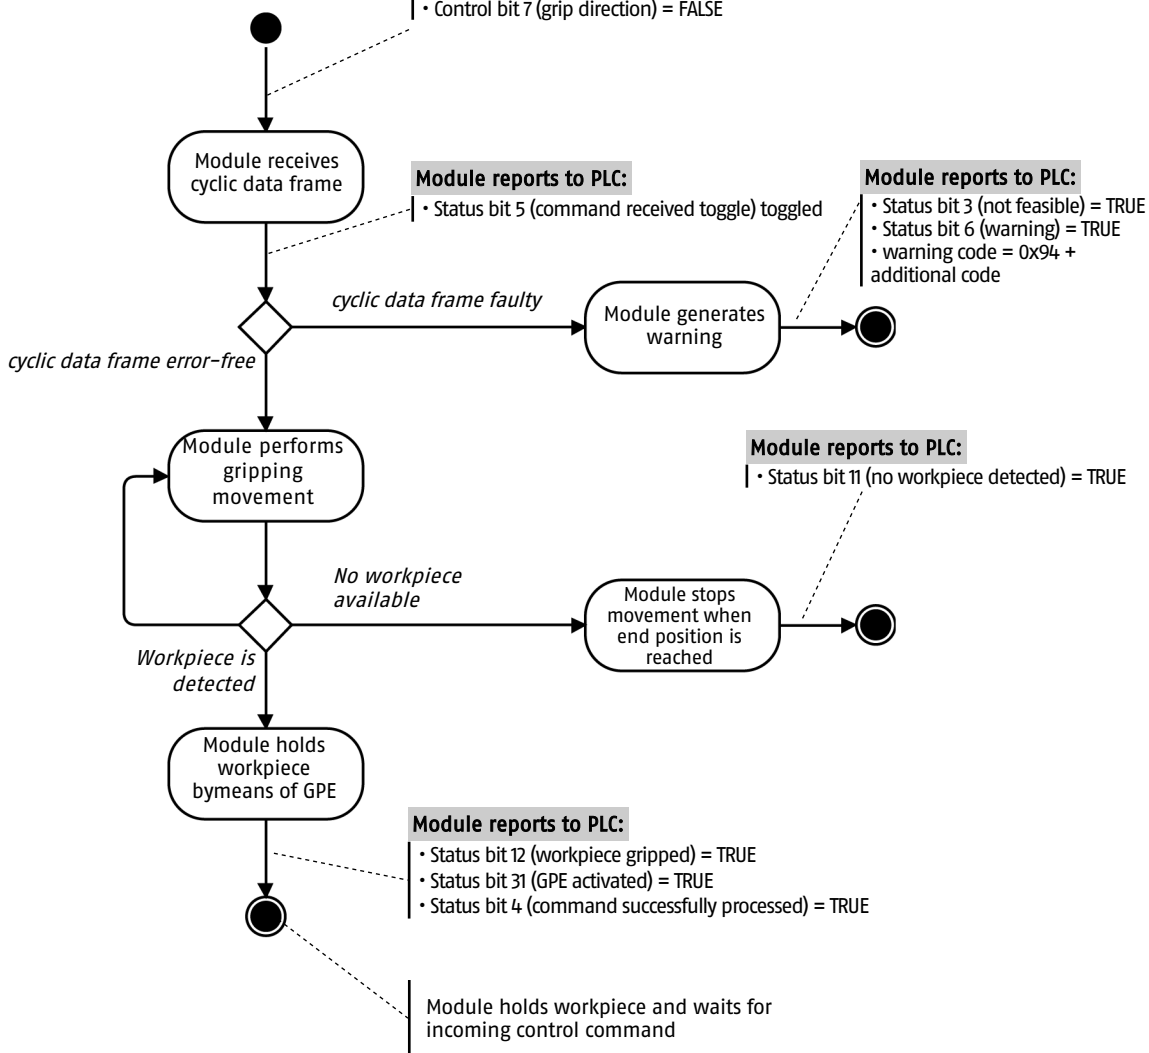 • Control bit 7 (grip direction) = FALSE
Module receives
cyclic data frame
Module reports to PLC:
• Status bit 5 (command received toggle) toggled
Module reports to PLC:
• Status bit 3 (not feasible) = TRUE
• Status bit 6 (warning) = TRUE
• warning code = 0x94 +
additional code
cyclic data frame faulty
Module generates
warning
cyclic data frame error-free
Module performs
gripping
movement
Module reports to PLC:
• Status bit 11 (no workpiece detected) = TRUE
No workpiece
available
Module stops
movement when
end position is
reached
Workpiece is
detected
Module holds
workpiece
bymeans of GPE
Module reports to PLC:
• Status bit 12 (workpiece gripped) = TRUE
• Status bit 31 (GPE activated) = TRUE
• Status bit 4 (command successfully processed) = TRUE
Module holds workpiece and waits for
incoming control command